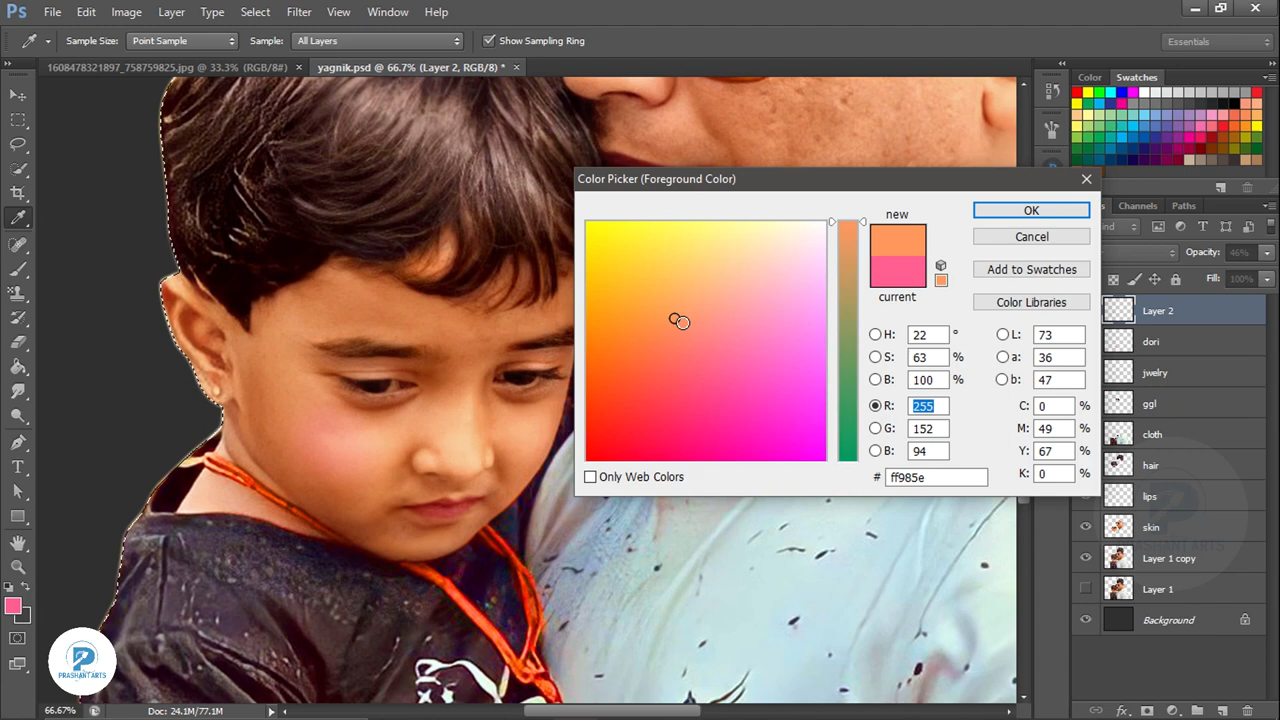 Ps File Edit Image Layer Type Select Filter View Window Help
Sample Size: Point Sample Sample: All Layers Show Sampling Ring Essentials
1608478321897_758759825.jpg @ 33.3% (RGB/8#) × yagnik.psd @ 66.7% (Layer 2, RGB/8) * ×
Color Swatches
Color Picker (Foreground Color)
new
OK
Cancel
Add to Swatches
current
Color Libraries
H: 22 ° L: 73
S: 63 % a: 36
B: 100 % b: 47
R: 255 C: 0 %
G: 152 M: 49 %
B: 94 Y: 67 %
K: 0 %
Only Web Colors # ff985e
Channels Paths
Opacity: 46%
Fill: 100%
Layer 2
dori
jwelry
ggl
cloth
hair
lips
skin
Layer 1 copy
Layer 1
Background
PRASHANT ARTS
66.67% Doc: 24.1M/77.1M